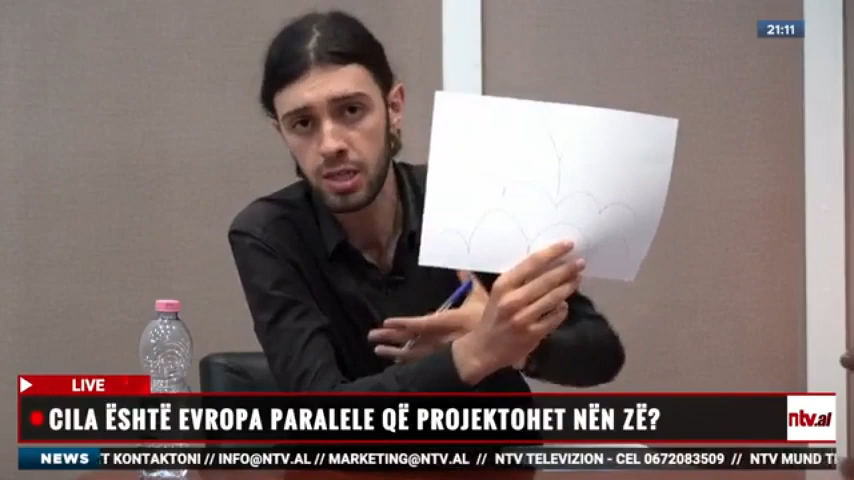 21:11
LIVE
CILA ËSHTË EVROPA PARALELE QË PROJEKTOHET NËN ZË?
ntv.al
NEWS
T KONTAKTONI // INFO@NTV.AL // MARKETING@NTV.AL // NTV TELEVIZION - CEL 0672083509 // NTV MUND T